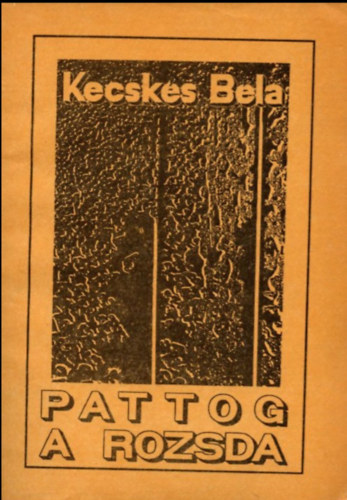 Kecskes Bela
PATTOG
A ROZSDA